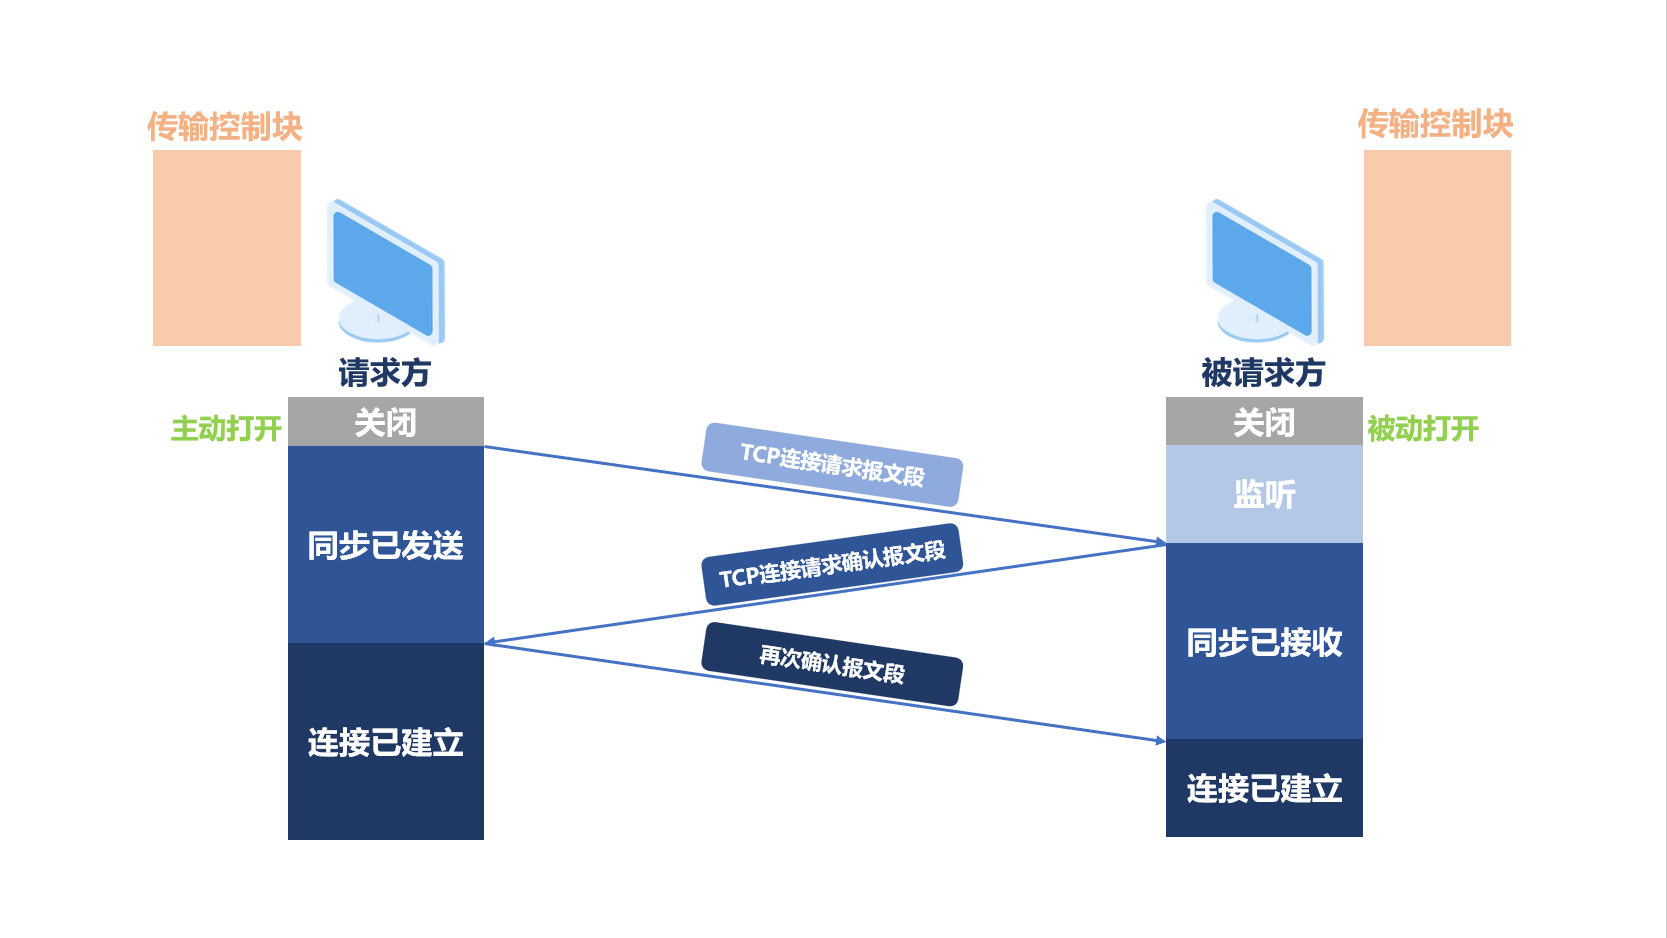 传输控制块
传输控制块
请求方
被请求方
主动打开
关闭
关闭
被动打开
TCP连接请求报文段
监听
同步已发送
TCP连接请求确认报文段
同步已接收
再次确认报文段
连接已建立
连接已建立